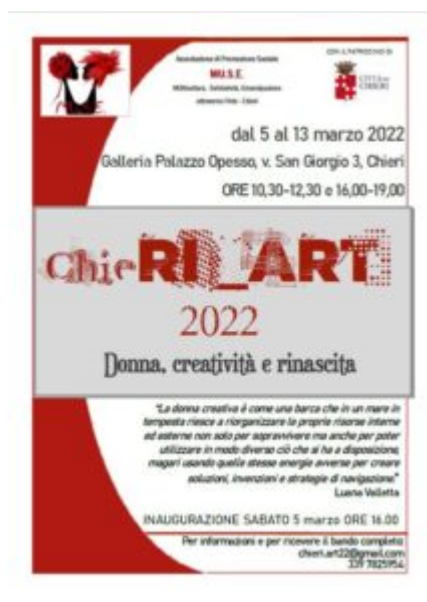 Associazione di Promozione Sociale
MU.S.E.
MUlticultura, Solidarietà, Emancipazione
attraverso l'Arte - Chieri
CON IL PATROCINIO DI
CITTÀ DI
CHIERI
dal 5 al 13 marzo 2022
Galleria Palazzo Opesso, v. San Giorgio 3, Chieri
ORE 10,30-12,30 e 16,00-19,00
ChieRI_ART
2022
Donna, creatività e rinascita
"La donna creativa è come una barca che in un mare in
tempesta riesce a riorganizzare la proprie risorse interne
ed esterne non solo per sopravvivere ma anche per poter
utilizzare in modo diverso ciò che si ha a disposizione,
magari usando quelle stesse energie avverse per creare
soluzioni, invenzioni e strategie di navigazione."
Luana Valletta
INAUGURAZIONE SABATO 5 marzo ORE 16.00
Per informazioni e per ricevere il bando completo:
chieri.art22@gmail.com
339 7825954